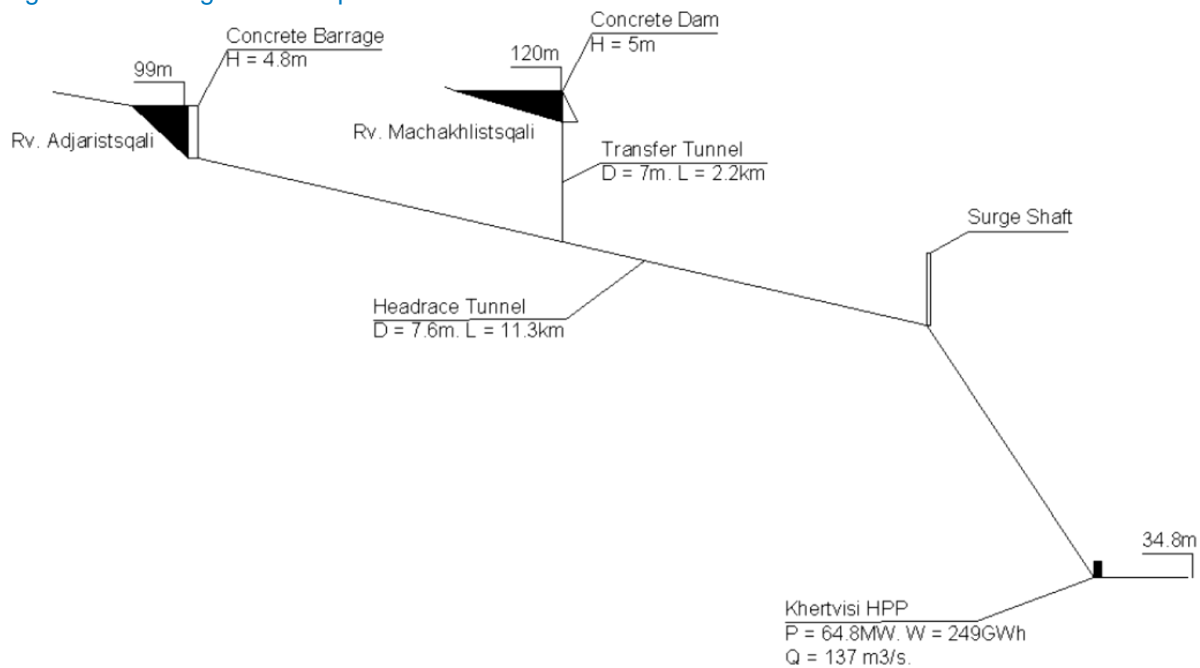 Concrete Barrage
H = 4.8m
99m
Rv. Adjaristsqali
Concrete Dam
H = 5m
120m
Rv. Machakhlistsqali
Transfer Tunnel
D = 7m. L = 2.2km
Surge Shaft
Headrace Tunnel
D = 7.6m. L = 11.3km
34.8m
Khertvisi HPP
P = 64.8MW. W = 249GWh
Q = 137 m3/s.